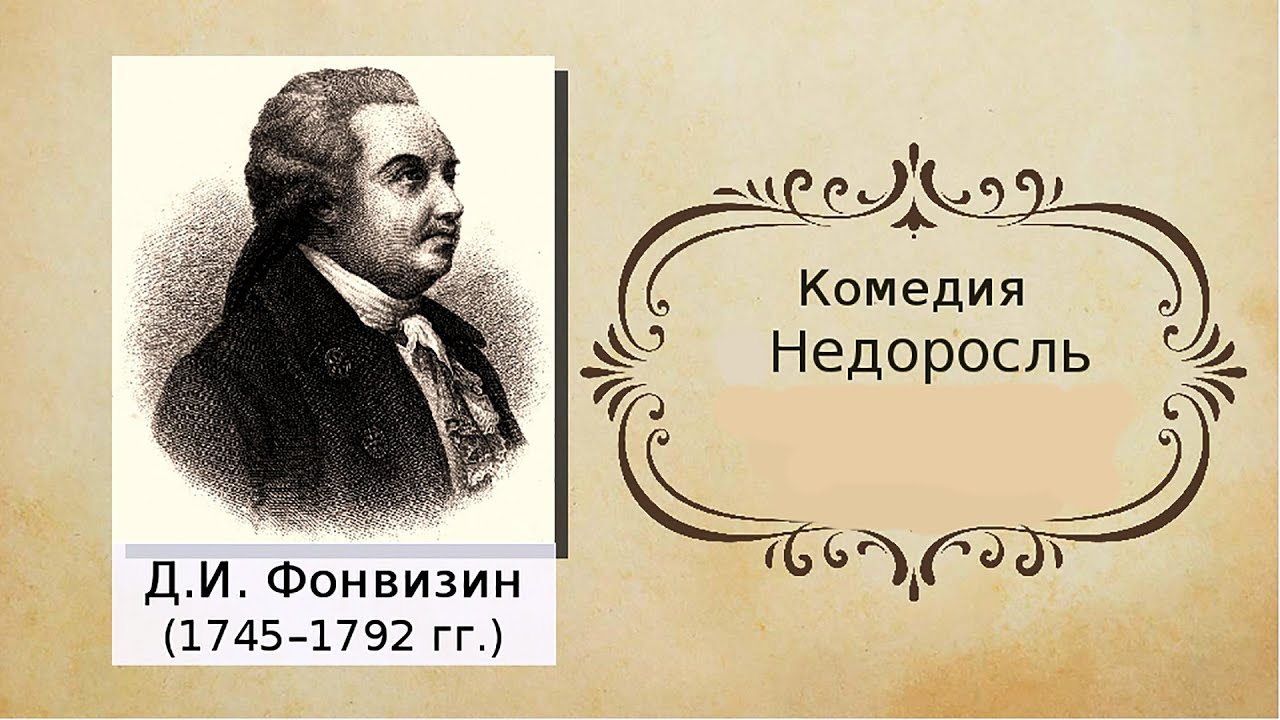 Д.И. Фонвизин
(1745–1792 гг.)
Комедия
Недоросль